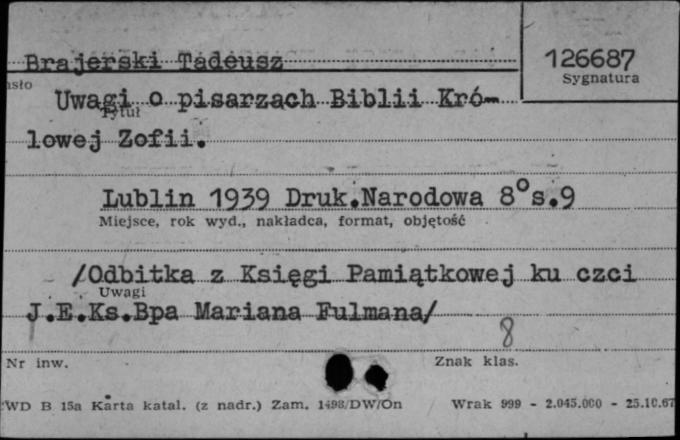 Brajerski Tadeusz
126687
Sygnatura
Uwagi o pisarzach Biblii Kró-
Tytuł
lowej Zofii.
Lublin 1939 Druk.Narodowa 8° s.9
Miejsce, rok wyd., nakładca, format, objętość
/Odbitka z Księgi Pamiątkowej ku czci
Uwagi
J.E.Ks.Bpa Mariana Fulmana/
8
Nr inw.
Znak klas.
WD B 15a Karta katal. (z nadr.) Zam. 1498/DW/On Wrak 999 - 2.045.000 - 25.10.67